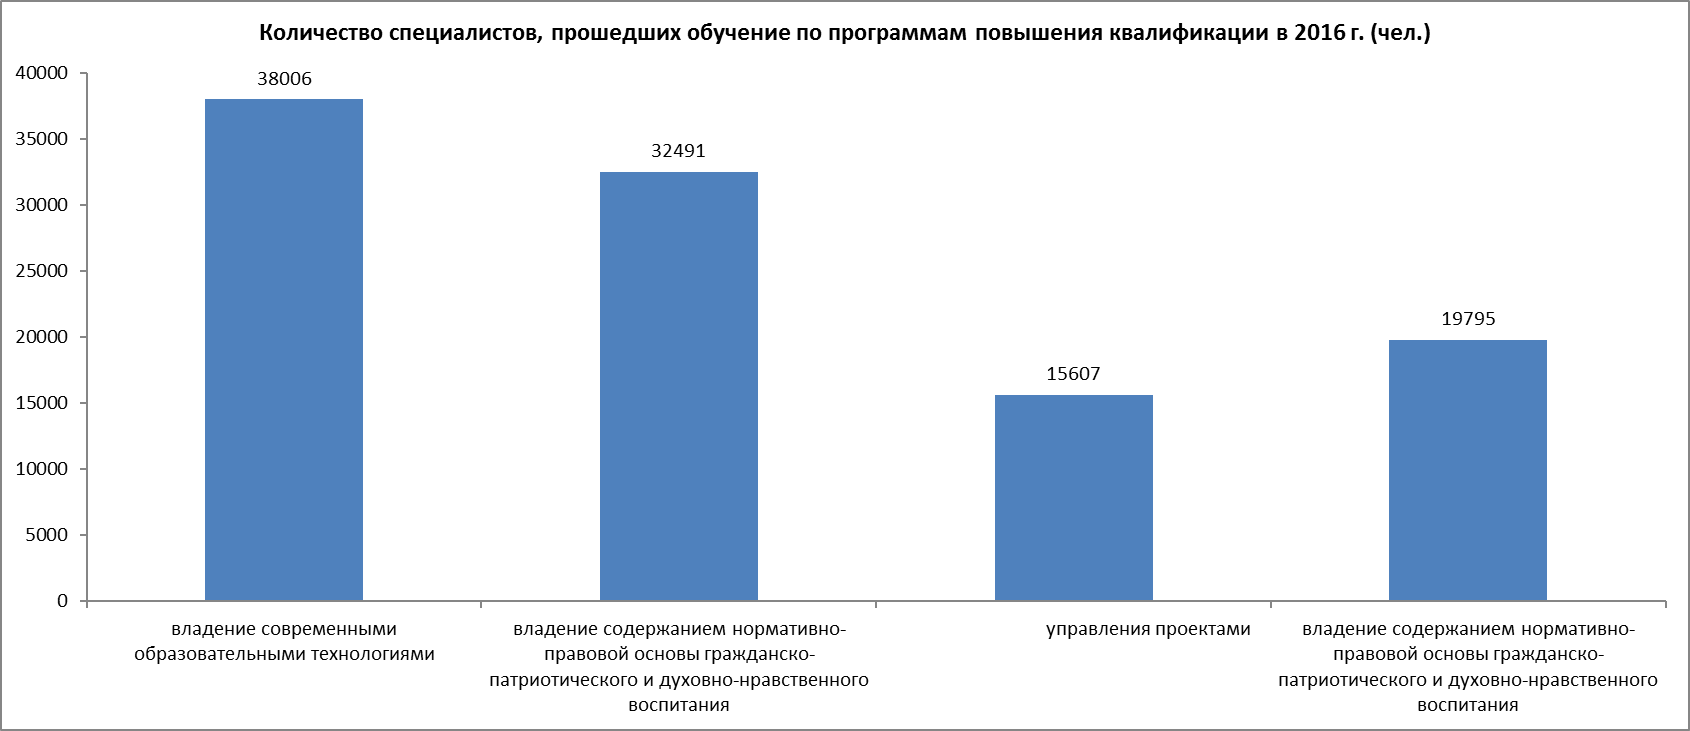 Количество специалистов, прошедших обучение по программам повышения квалификации в 2016 г. (чел.)
40000
35000
30000
25000
20000
15000
10000
5000
0
38006
32491
15607
19795
владение современными
образовательными технологиями
владение содержанием нормативно-
правовой основы гражданско-
патриотического и духовно-нравственного
воспитания
управления проектами
владение содержанием нормативно-
правовой основы гражданско-
патриотического и духовно-нравственного
воспитания